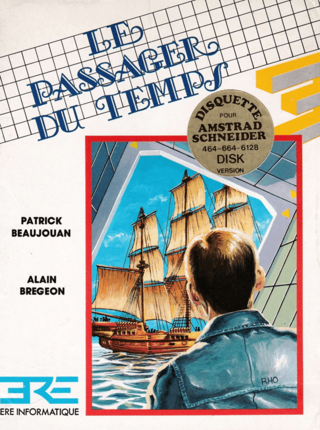 LE
PASSAGER
DU TEMPS
DISQUETTE
POUR
AMSTRAD
SCHNEIDER
464-664-6128
DISK
VERSION
PATRICK
BEAUJOUAN
ALAIN
BREGEON
RHO
ERE
ERE INFORMATIQUE